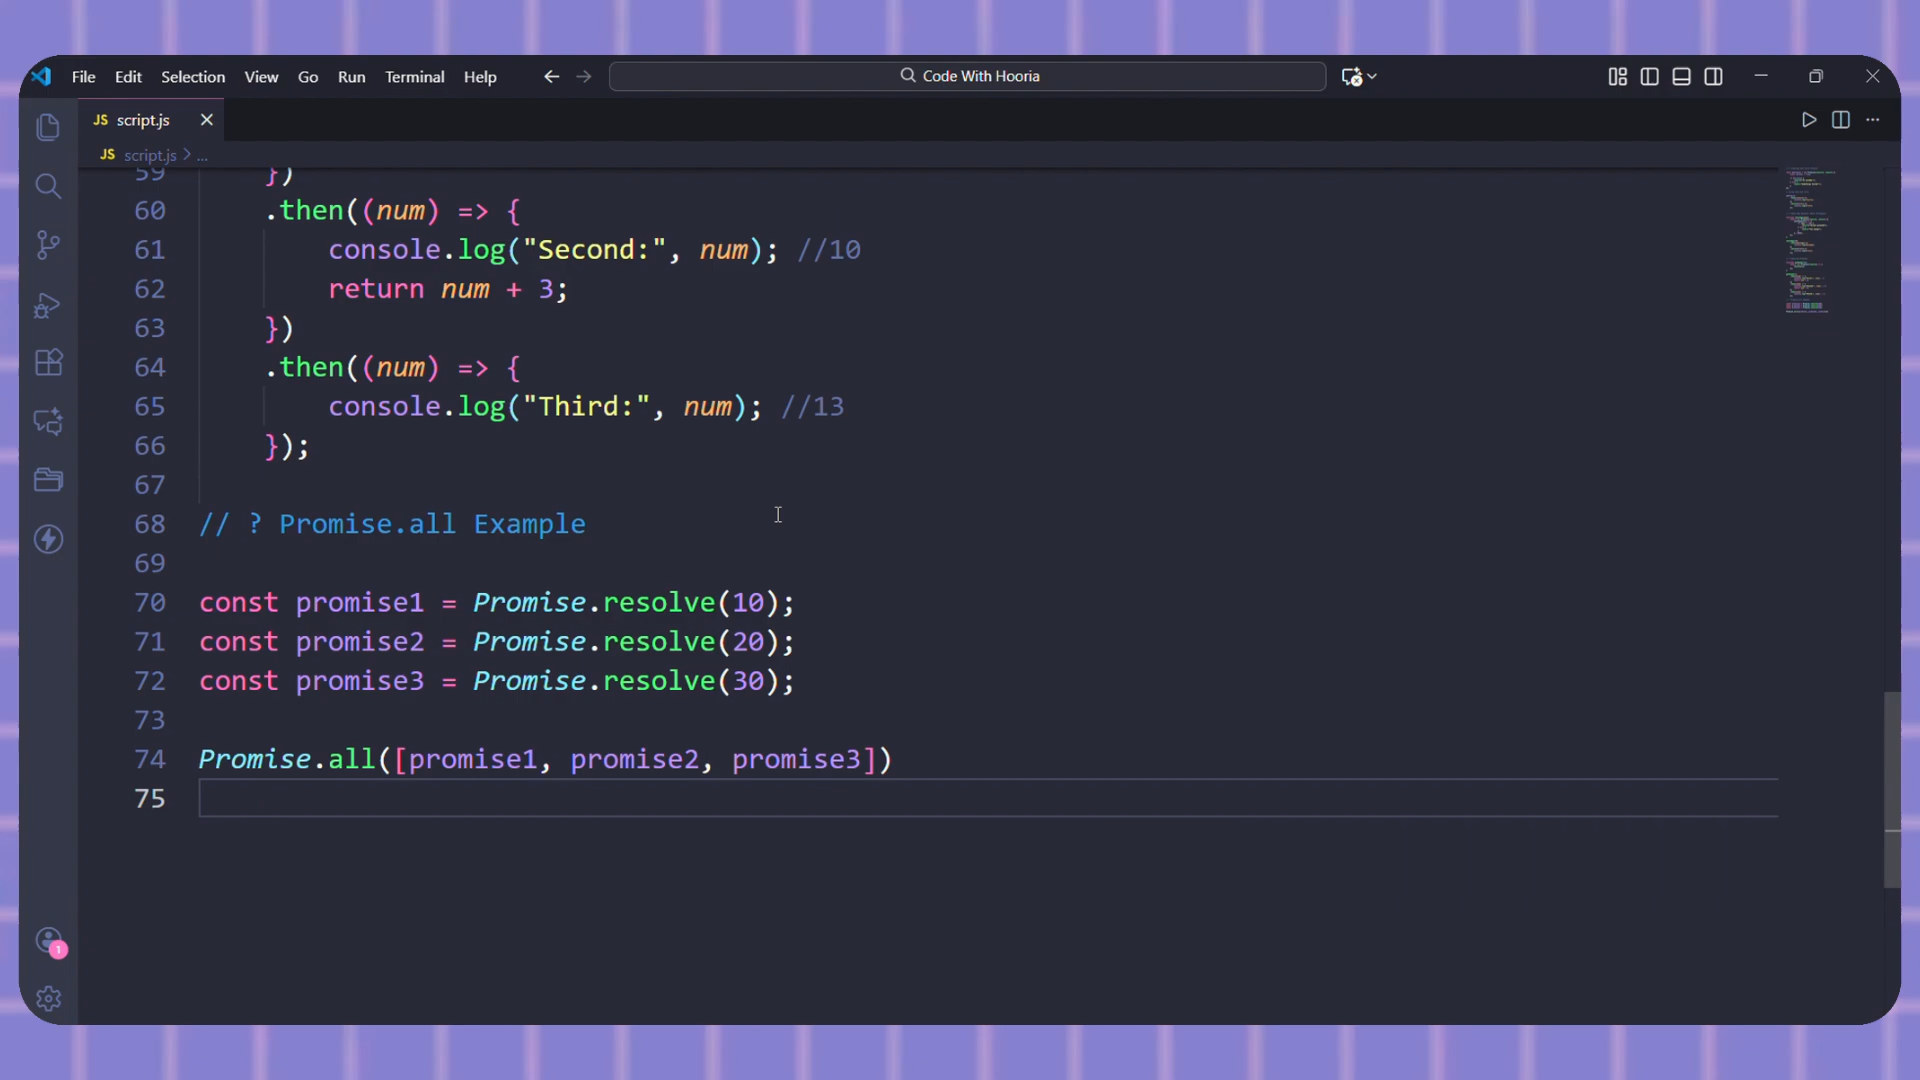 File Edit Selection View Go Run Terminal Help Code With Hooria
JS script.js
JS script.js > ...
59 })
60 .then((num) => {
61 console.log("Second:", num); //10
62 return num + 3;
63 })
64 .then((num) => {
65 console.log("Third:", num); //13
66 });
67
68 // ? Promise.all Example
69
70 const promise1 = Promise.resolve(10);
71 const promise2 = Promise.resolve(20);
72 const promise3 = Promise.resolve(30);
73
74 Promise.all([promise1, promise2, promise3])
75
1